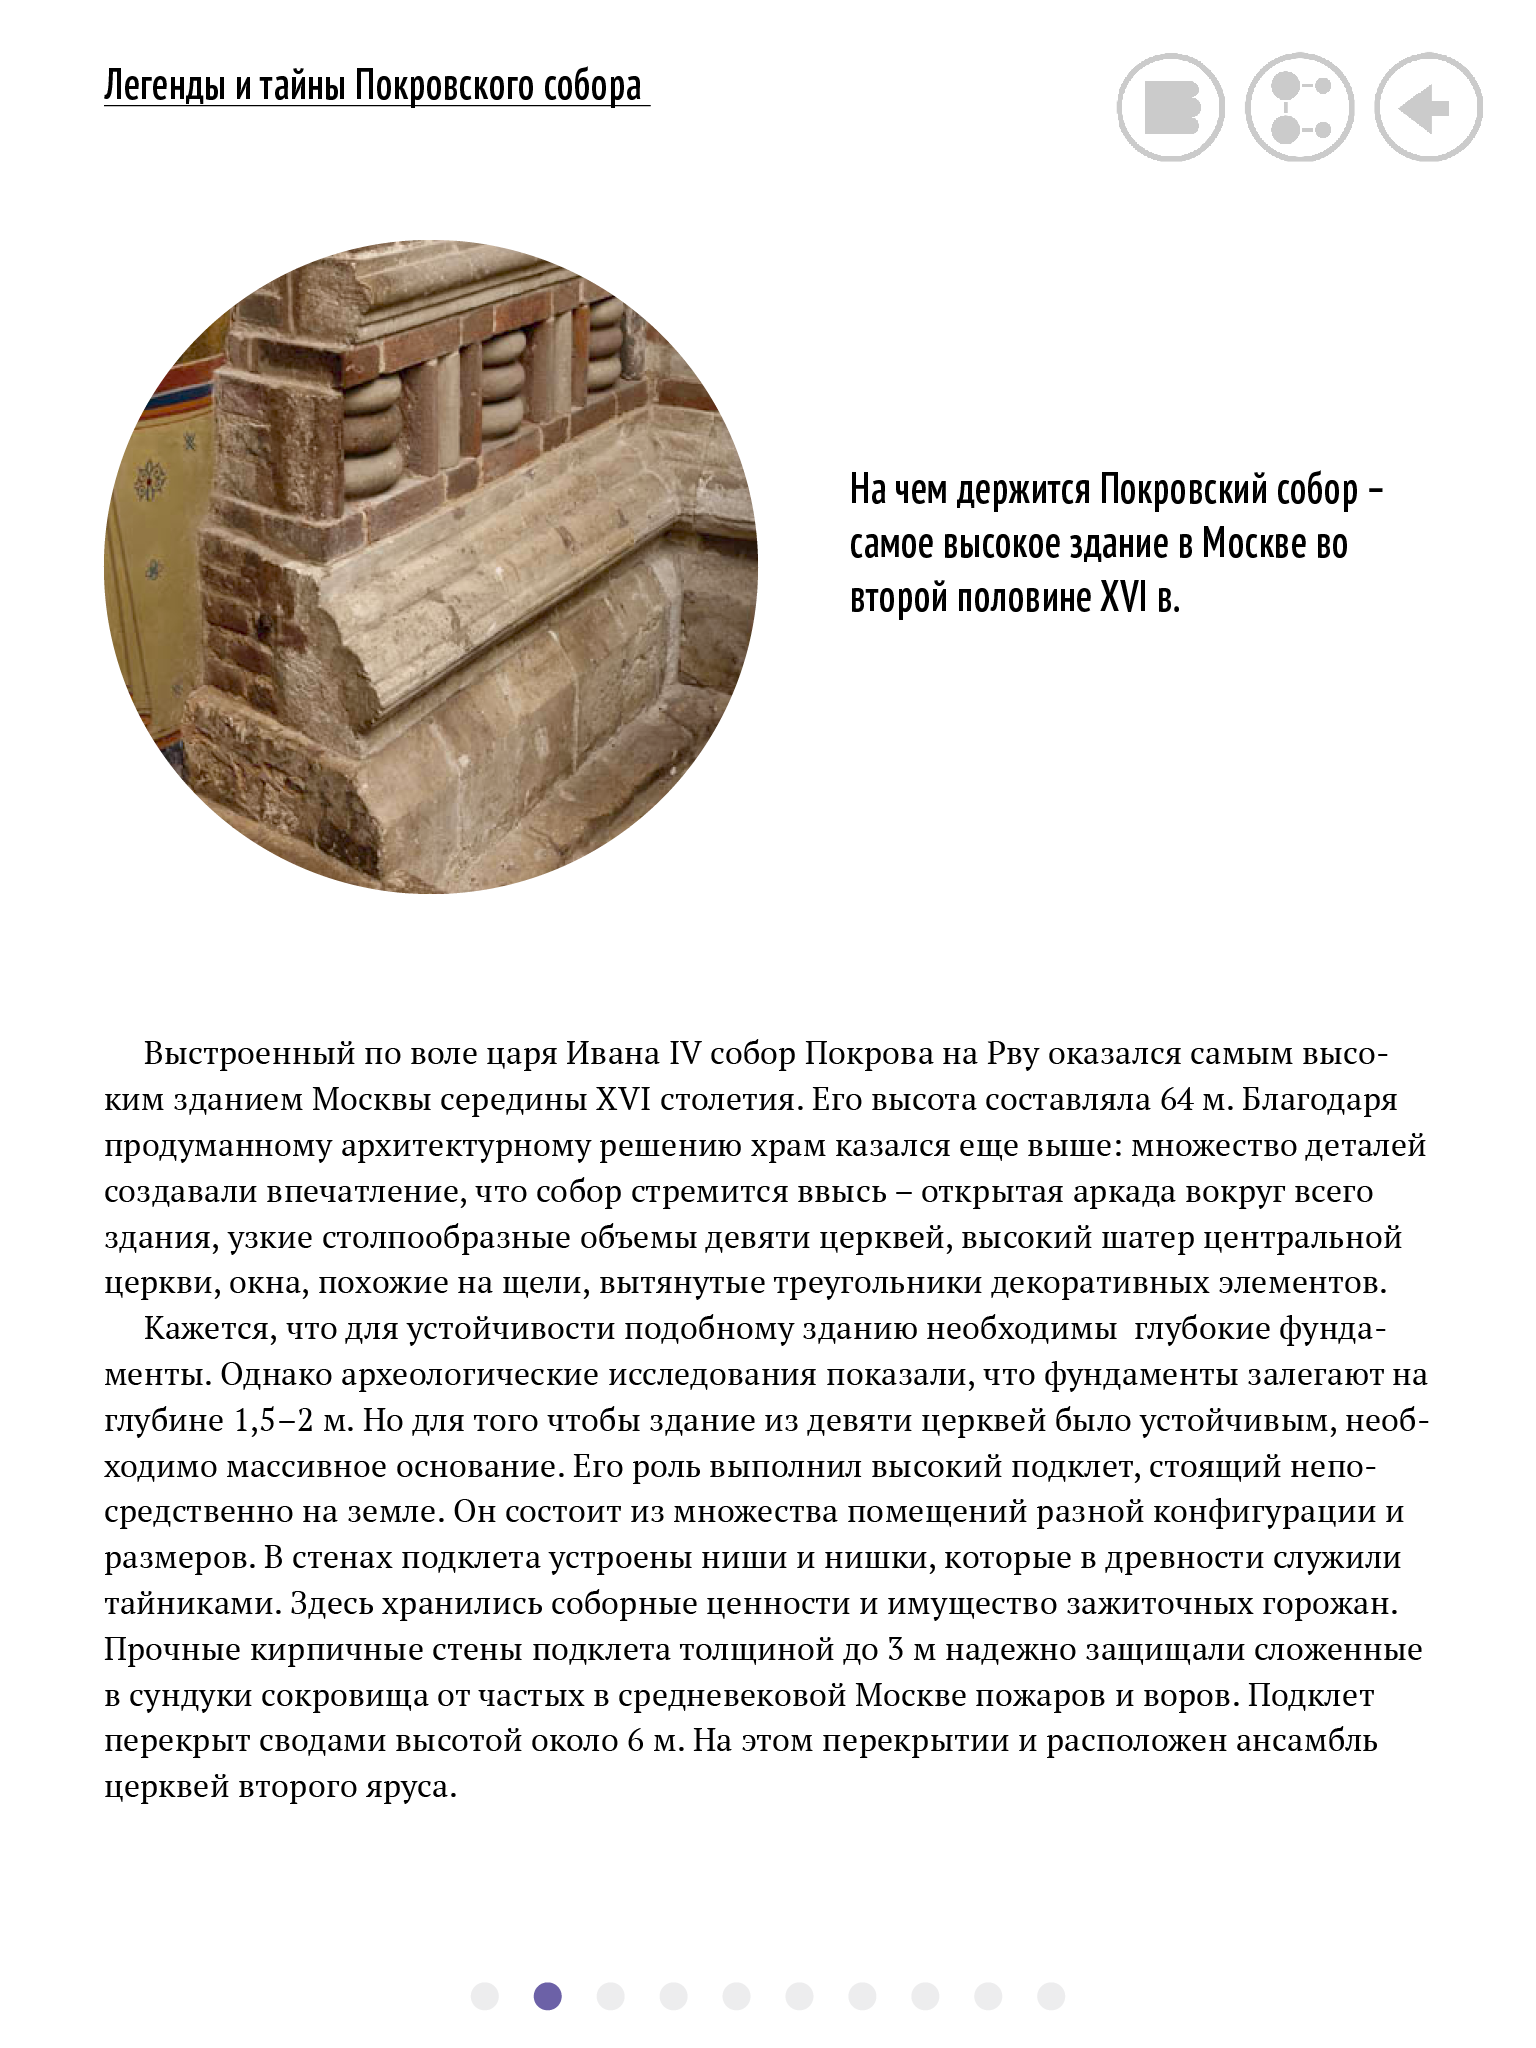 Легенды и тайны Покровского собора
На чем держится Покровский собор –
самое высокое здание в Москве во
второй половине XVI в.
Выстроенный по воле царя Ивана IV собор Покрова на Рву оказался самым высо-
ким зданием Москвы середины XVI столетия. Его высота составляла 64 м. Благодаря
продуманному архитектурному решению храм казался еще выше: множество деталей
создавали впечатление, что собор стремится ввысь – открытая аркада вокруг всего
здания, узкие столпообразные объемы девяти церквей, высокий шатер центральной
церкви, окна, похожие на щели, вытянутые треугольники декоративных элементов.
Кажется, что для устойчивости подобному зданию необходимы глубокие фунда-
менты. Однако археологические исследования показали, что фундаменты залегают на
глубине 1,5–2 м. Но для того чтобы здание из девяти церквей было устойчивым, необ-
ходимо массивное основание. Его роль выполнил высокий подклет, стоящий непо-
средственно на земле. Он состоит из множества помещений разной конфигурации и
размеров. В стенах подклета устроены ниши и нишки, которые в древности служили
тайниками. Здесь хранились соборные ценности и имущество зажиточных горожан.
Прочные кирпичные стены подклета толщиной до 3 м надежно защищали сложенные
в сундуки сокровища от частых в средневековой Москве пожаров и воров. Подклет
перекрыт сводами высотой около 6 м. На этом перекрытии и расположен ансамбль
церквей второго яруса.